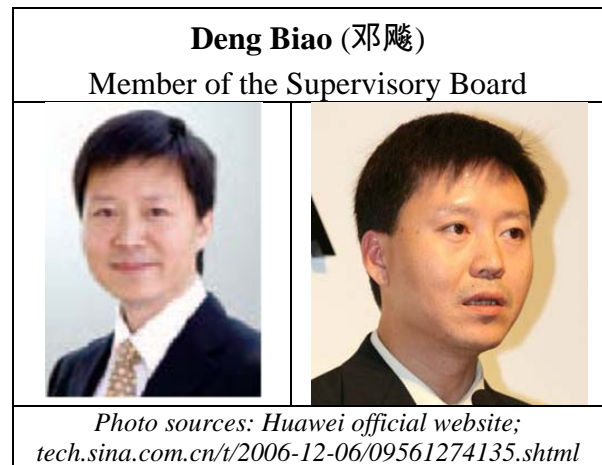 Deng Biao (邓飚)
Member of the Supervisory Board
Photo sources: Huawei official website;
tech.sina.com.cn/t/2006-12-06/09561274135.shtml